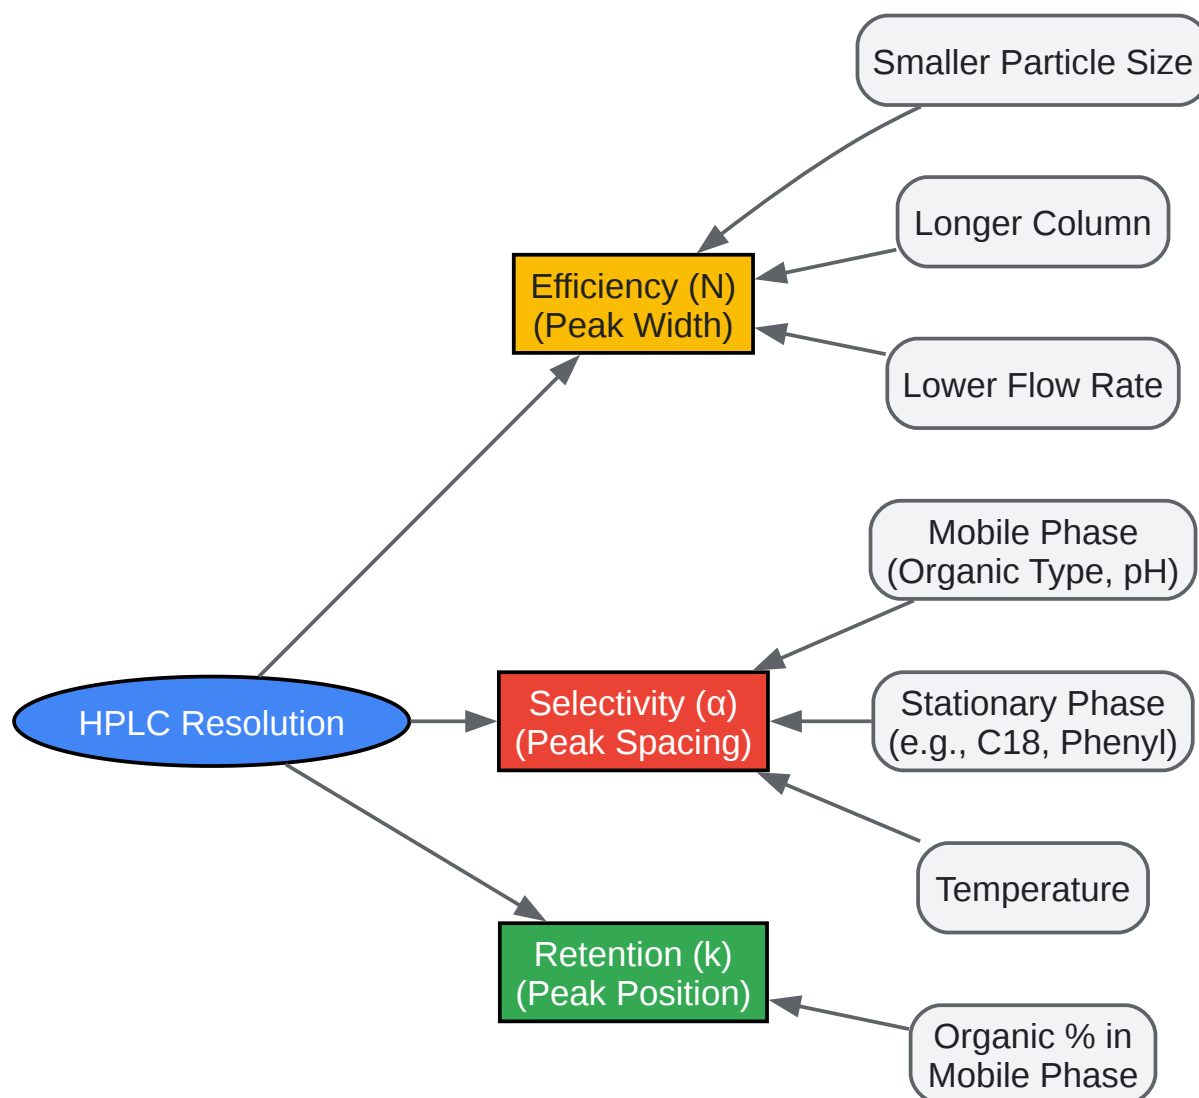 Smaller Particle Size
Longer Column
Efficiency (N)
(Peak Width)
Lower Flow Rate
Mobile Phase
(Organic Type, pH)
HPLC Resolution
Selectivity (α)
(Peak Spacing)
Stationary Phase
(e.g., C18, Phenyl)
Temperature
Retention (k)
(Peak Position)
Organic % in
Mobile Phase